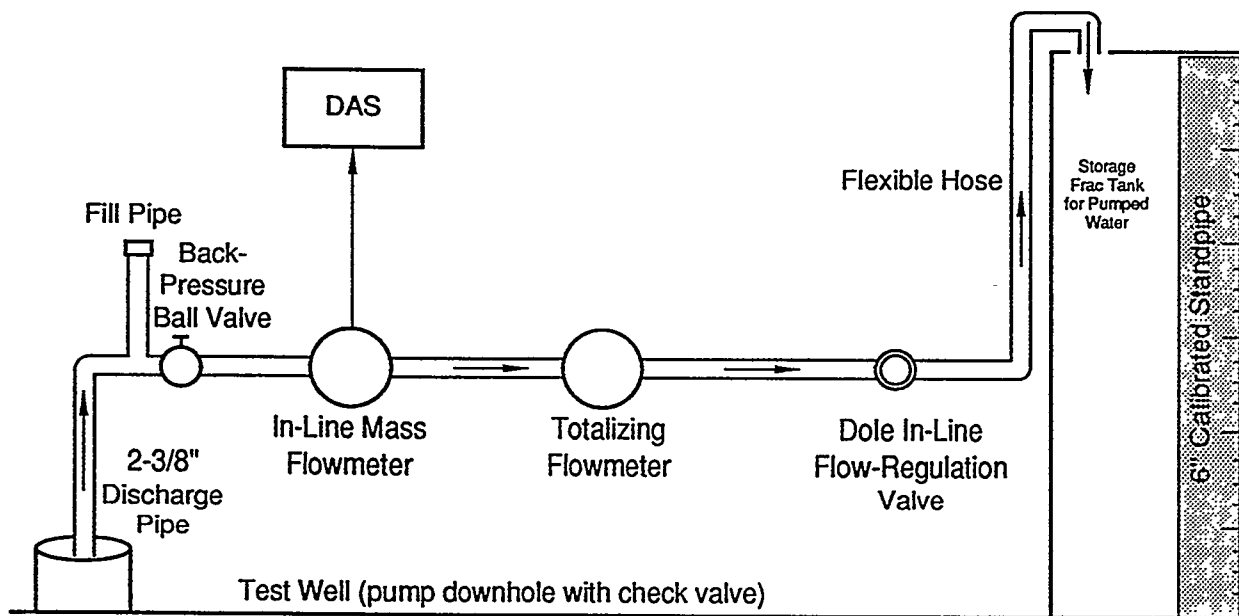 DAS
Fill Pipe
Back-
Pressure
Ball Valve
Flexible Hose
Storage
Frac Tank
for Pumped
Water
6" Calibrated Standpipe
In-Line Mass
Flowmeter
Totalizing
Flowmeter
Dole In-Line
Flow-Regulation
Valve
2-3/8"
Discharge
Pipe
Test Well (pump downhole with check valve)